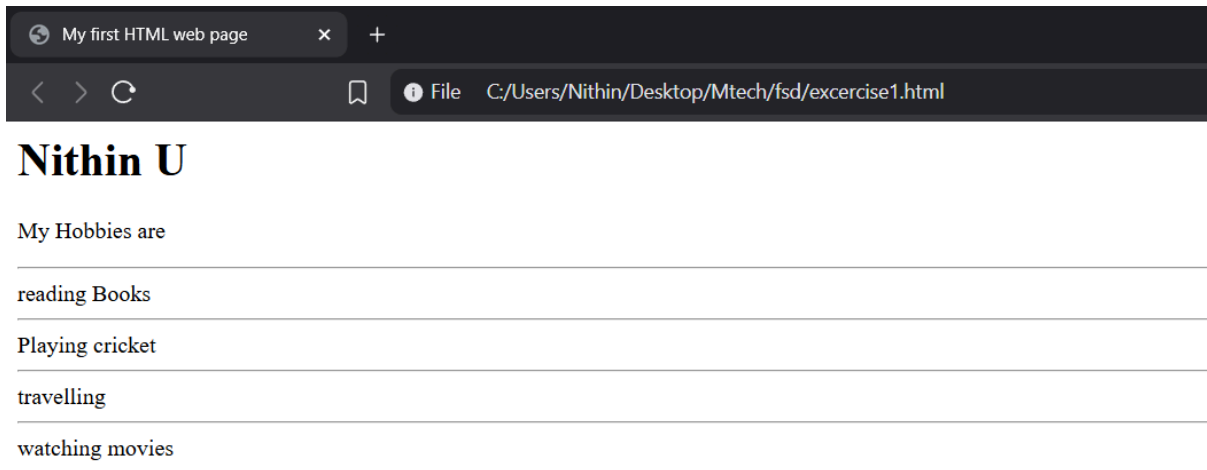 My first HTML web page
File C:/Users/Nithin/Desktop/Mtech/fsd/excercise1.html
Nithin U
My Hobbies are
reading Books
Playing cricket
travelling
watching movies